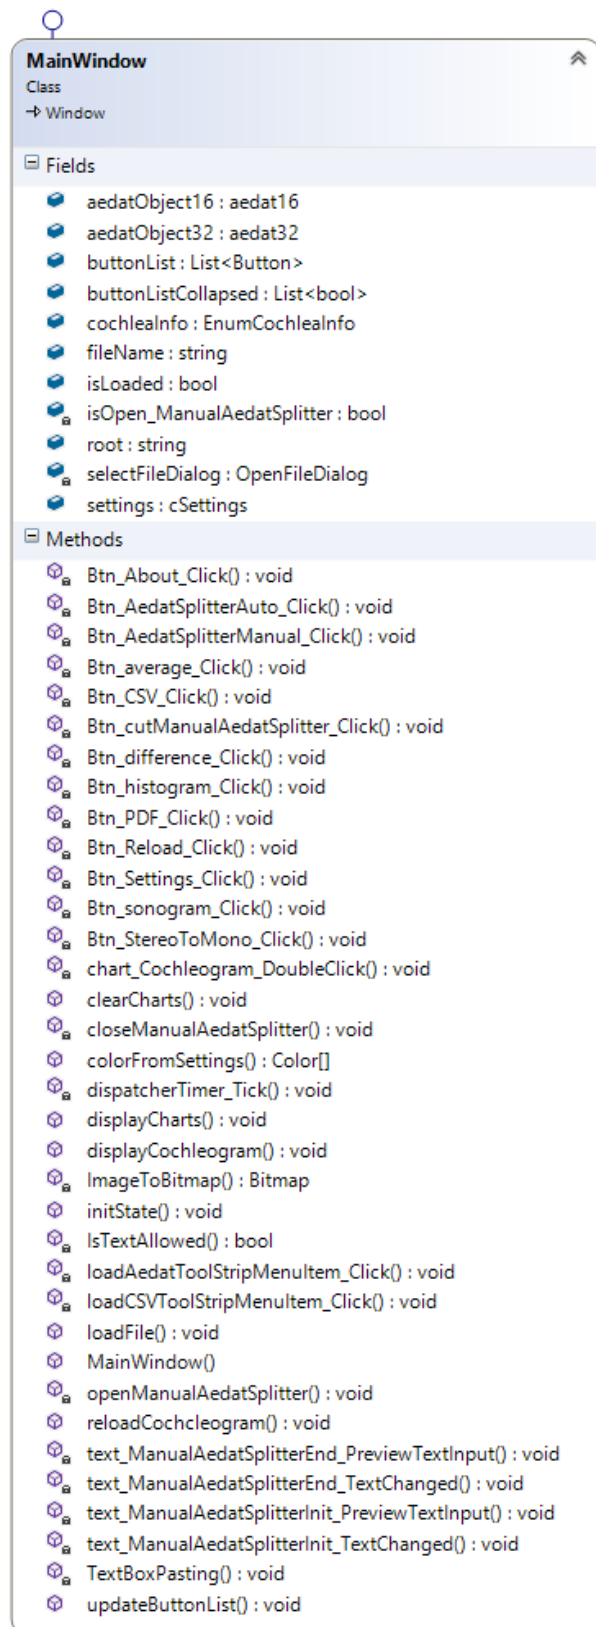 MainWindow
Class
Window
Fields
aedatObject16 : aedat16
aedatObject32 : aedat32
buttonList : List<Button>
buttonListCollapsed : List<bool>
cochleaInfo : EnumCochleaInfo
fileName : string
isLoaded : bool
isOpen_ManualAedatSplitter : bool
root : string
selectFileDialog : OpenFileDialog
settings : cSettings
Methods
Btn_About_Click() : void
Btn_AedatSplitterAuto_Click() : void
Btn_AedatSplitterManual_Click() : void
Btn_average_Click() : void
Btn_CSV_Click() : void
Btn_cutManualAedatSplitter_Click() : void
Btn_difference_Click() : void
Btn_histogram_Click() : void
Btn_PDF_Click() : void
Btn_Reload_Click() : void
Btn_Settings_Click() : void
Btn_sonogram_Click() : void
Btn_StereoToMono_Click() : void
chart_Cochleogram_DoubleClick() : void
clearCharts() : void
closeManualAedatSplitter() : void
colorFromSettings() : Color[]
dispatcherTimer_Tick() : void
displayCharts() : void
displayCochleogram() : void
ImageToBitmap() : Bitmap
initState() : void
IsTextAllowed() : bool
loadAedatToolStripMenuItem_Click() : void
loadCSVToolStripMenuItem_Click() : void
loadFile() : void
MainWindow()
openManualAedatSplitter() : void
reloadCochcleogram() : void
text_ManualAedatSplitterEnd_PreviewTextInput() : void
text_ManualAedatSplitterEnd_TextChanged() : void
text_ManualAedatSplitterInit_PreviewTextInput() : void
text_ManualAedatSplitterInit_TextChanged() : void
TextBoxPasting() : void
updateButtonList() : void